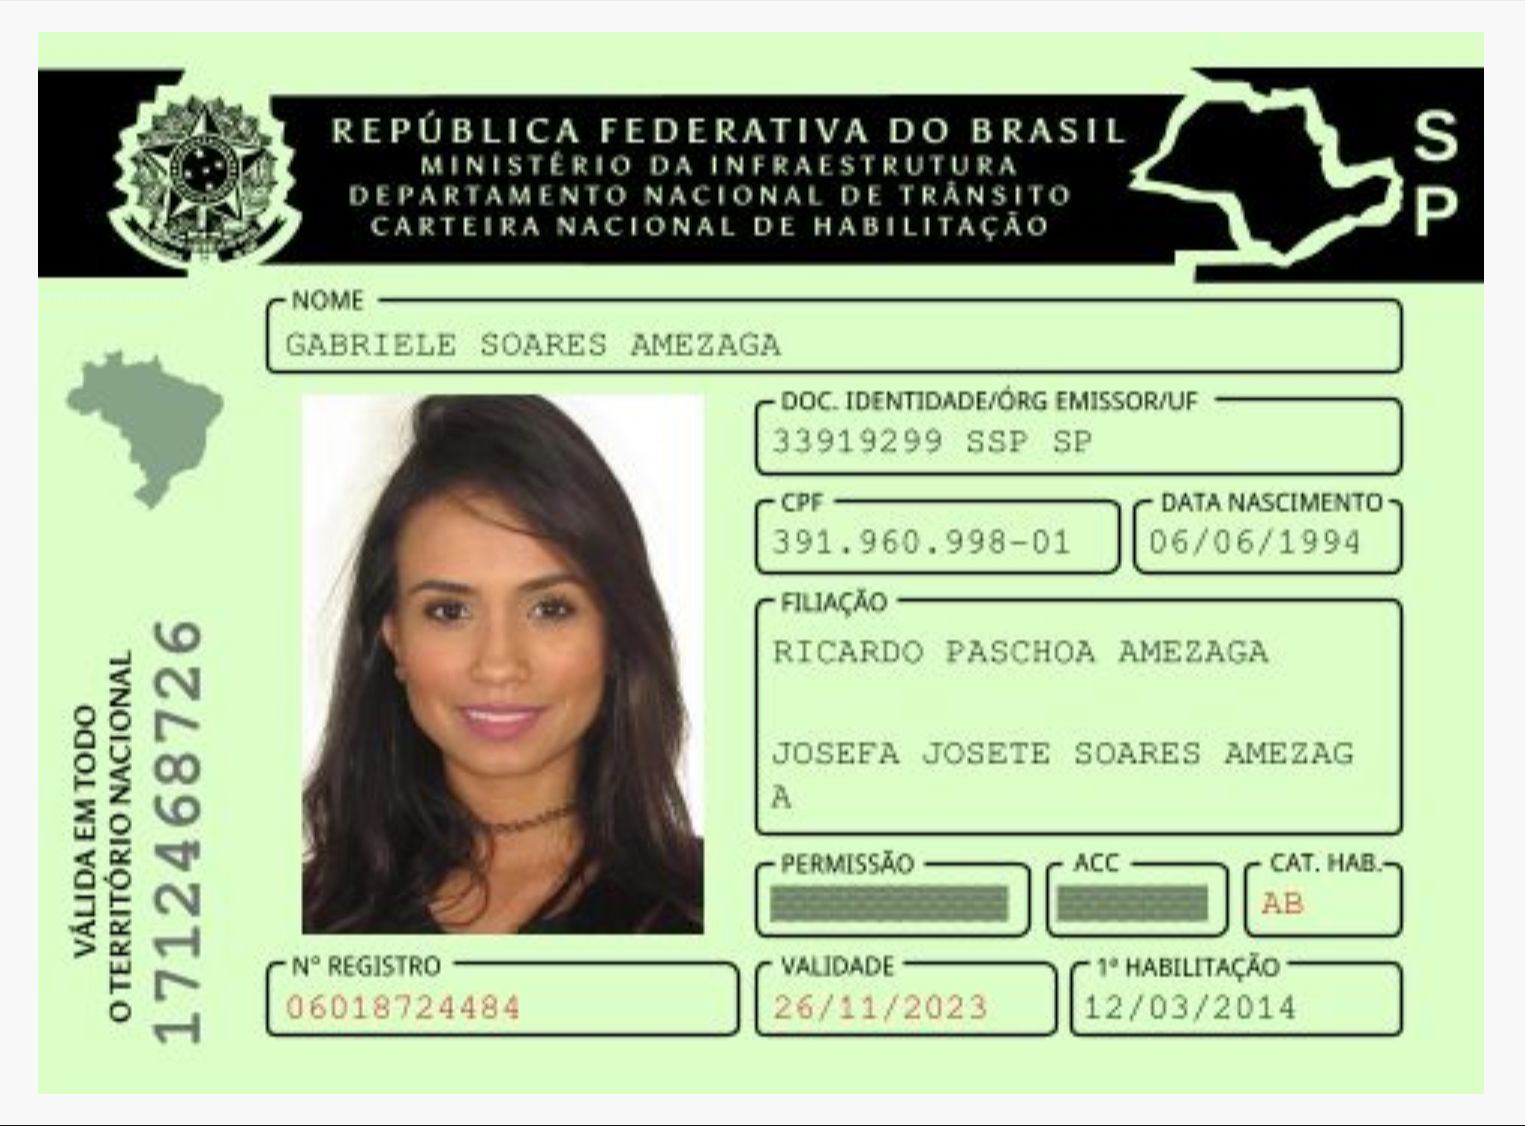 REPÚBLICA FEDERATIVA DO BRASIL
MINISTÉRIO DA INFRAESTRUTURA
DEPARTAMENTO NACIONAL DE TRÂNSITO
CARTEIRA NACIONAL DE HABILITAÇÃO
S
P
NOME
GABRIELE SOARES AMEZAGA
DOC. IDENTIDADE/ÓRG EMISSOR/UF
33919299 SSP SP
CPF
391.960.998-01
DATA NASCIMENTO
06/06/1994
FILIAÇÃO
RICARDO PASCHOA AMEZAGA
JOSEFA JOSETE SOARES AMEZAG
A
PERMISSÃO
ACC
CAT. HAB.
AB
Nº REGISTRO
06018724484
VALIDADE
26/11/2023
1ª HABILITAÇÃO
12/03/2014
VÁLIDA EM TODO
O TERRITÓRIO NACIONAL
1712468726